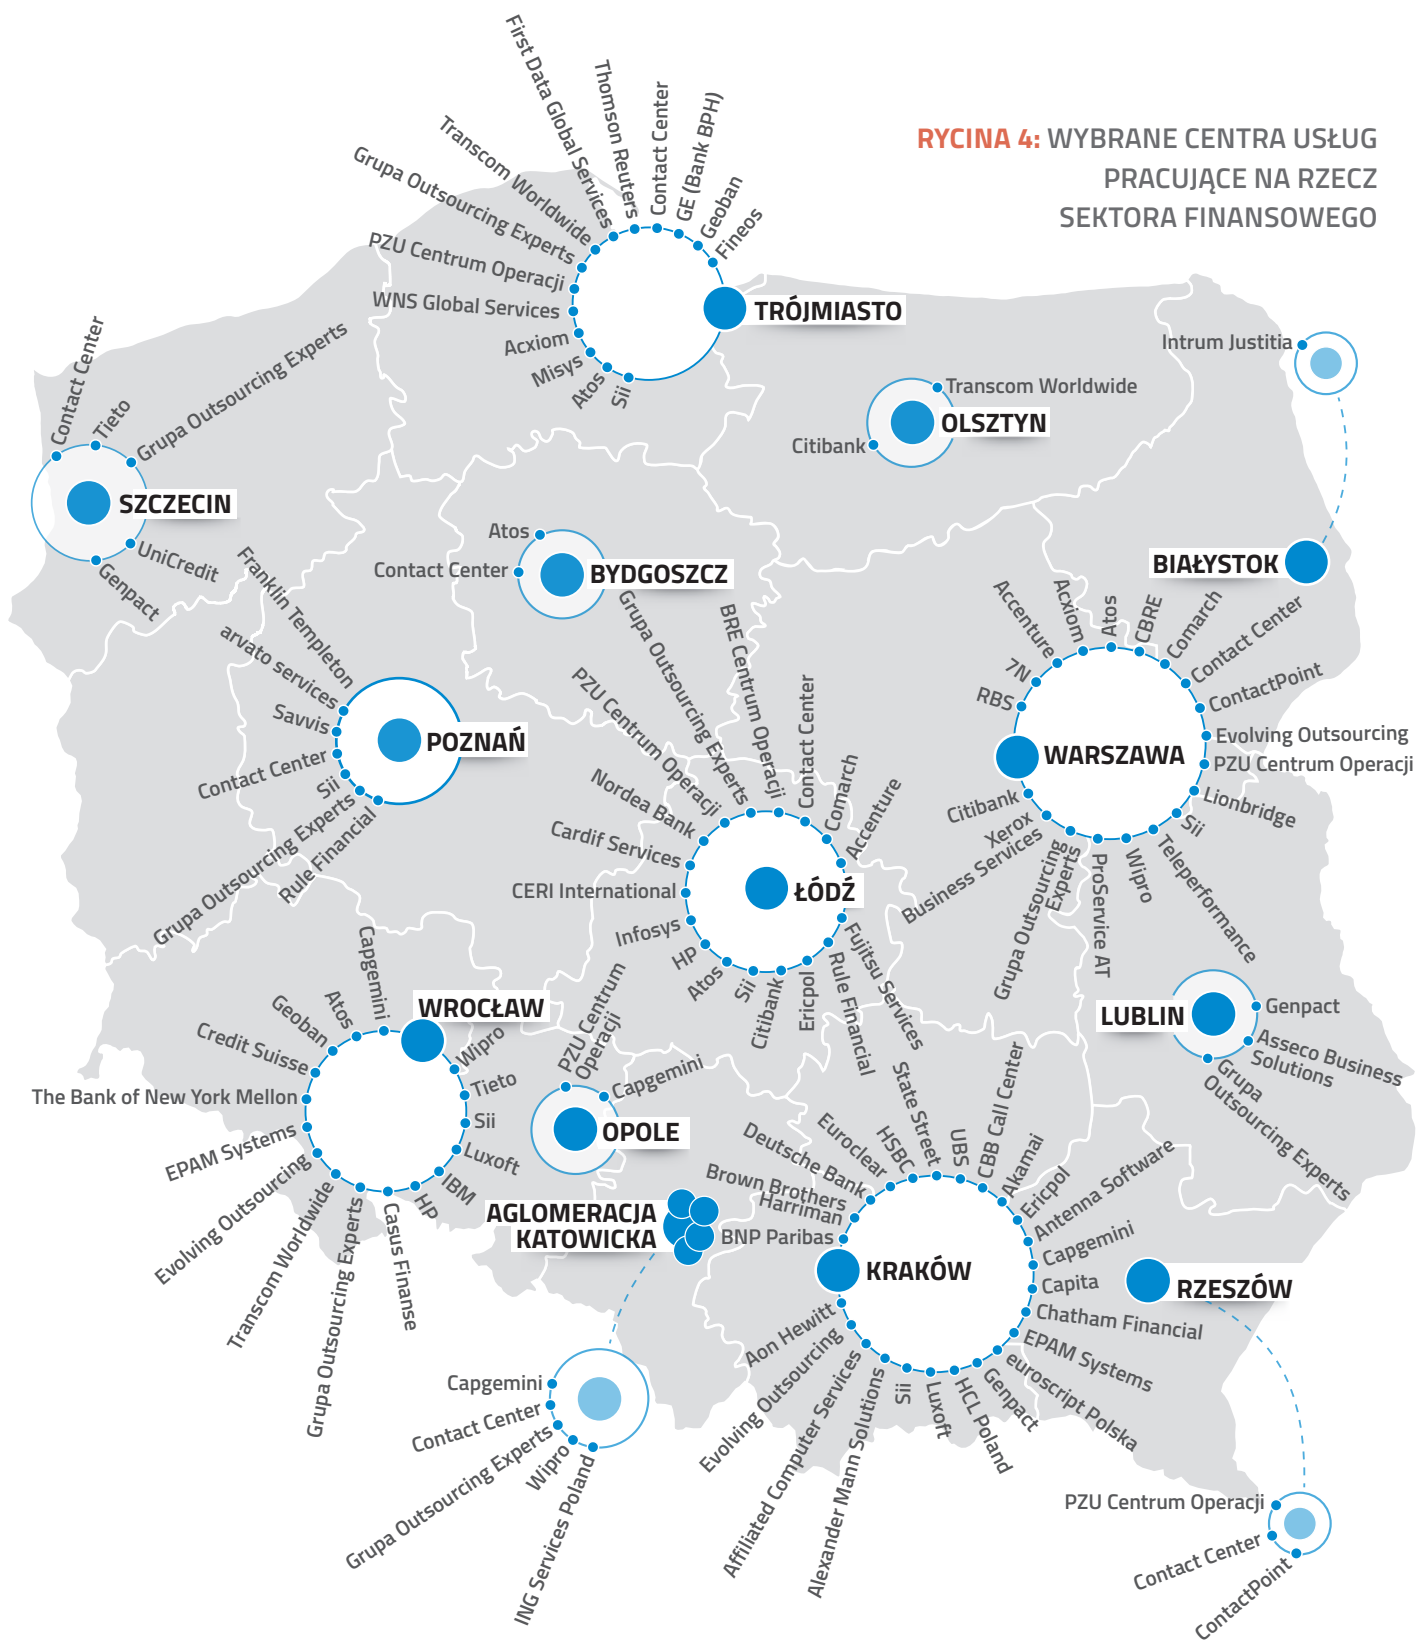 RYCINA 4: WYBRANE CENTRA USŁUG
PRACUJĄCE NA RZECZ
SEKTORA FINANSOWEGO
TRÓJMIASTO
First Data Global Services
Thomson Reuters
Contact Center
GE (Bank BPH)
Geoban
Fineos
Transcom Worldwide
Grupa Outsourcing Experts
PZU Centrum Operacji
WNS Global Services
Acxiom
Misys
Atos
Sii
OLSZTYN
Transcom Worldwide
Citibank
Intrum Justitia
BIAŁYSTOK
SZCZECIN
Contact Center
Tieto
Grupa Outsourcing Experts
UniCredit
Genpact
BYDGOSZCZ
Atos
Contact Center
POZNAŃ
Franklin Templeton
arvato services
Savvis
Contact Center
Sii
Grupa Outsourcing Experts
Rule Financial
WARSZAWA
RBS
7N
Accenture
Acxiom
Atos
CBRE
Comarch
Contact Center
ContactPoint
Evolving Outsourcing
PZU Centrum Operacji
Lionbridge
Sii
Teleperformance
Wipro
ProService AT
Grupa Outsourcing
Experts
Xerox
Business Services
Citibank
ŁÓDŹ
Grupa Outsourcing Experts
BRE Centrum Operacji
Contact Center
Comarch
Accenture
PZU Centrum Operacji
Nordea Bank
Cardif Services
CERI International
Infosys
HP
Atos
Sii
Citibank
Ericpol
Rule Financial
Fujitsu Services
LUBLIN
Genpact
Asseco Business
Solutions
Grupa
Outsourcing Experts
WROCŁAW
Capgemini
Atos
Geoban
Credit Suisse
The Bank of New York Mellon
EPAM Systems
Evolving Outsourcing
Transcom Worldwide
Grupa Outsourcing Experts
Casus Finanse
HP
IBM
Luxoft
Sii
Tieto
Wipro
OPOLE
PZU Centrum
Operacji
Capgemini
AGLOMERACJA
KATOWICKA
Capgemini
Contact Center
Grupa Outsourcing Experts
Wipro
ING Services Poland
KRAKÓW
BNP Paribas
Brown Brothers
Harriman
Deutsche Bank
Euroclear
HSBC
State Street
UBS
CBB Call Center
Akamai
Ericpol
Antenna Software
Capgemini
Capita
Chatham Financial
EPAM Systems
euroscript Polska
Genpact
HCL Poland
Luxoft
Sii
Alexander Mann Solutions
Affiliated Computer Services
Evolving Outsourcing
Aon Hewitt
RZESZÓW
PZU Centrum Operacji
Contact Center
ContactPoint